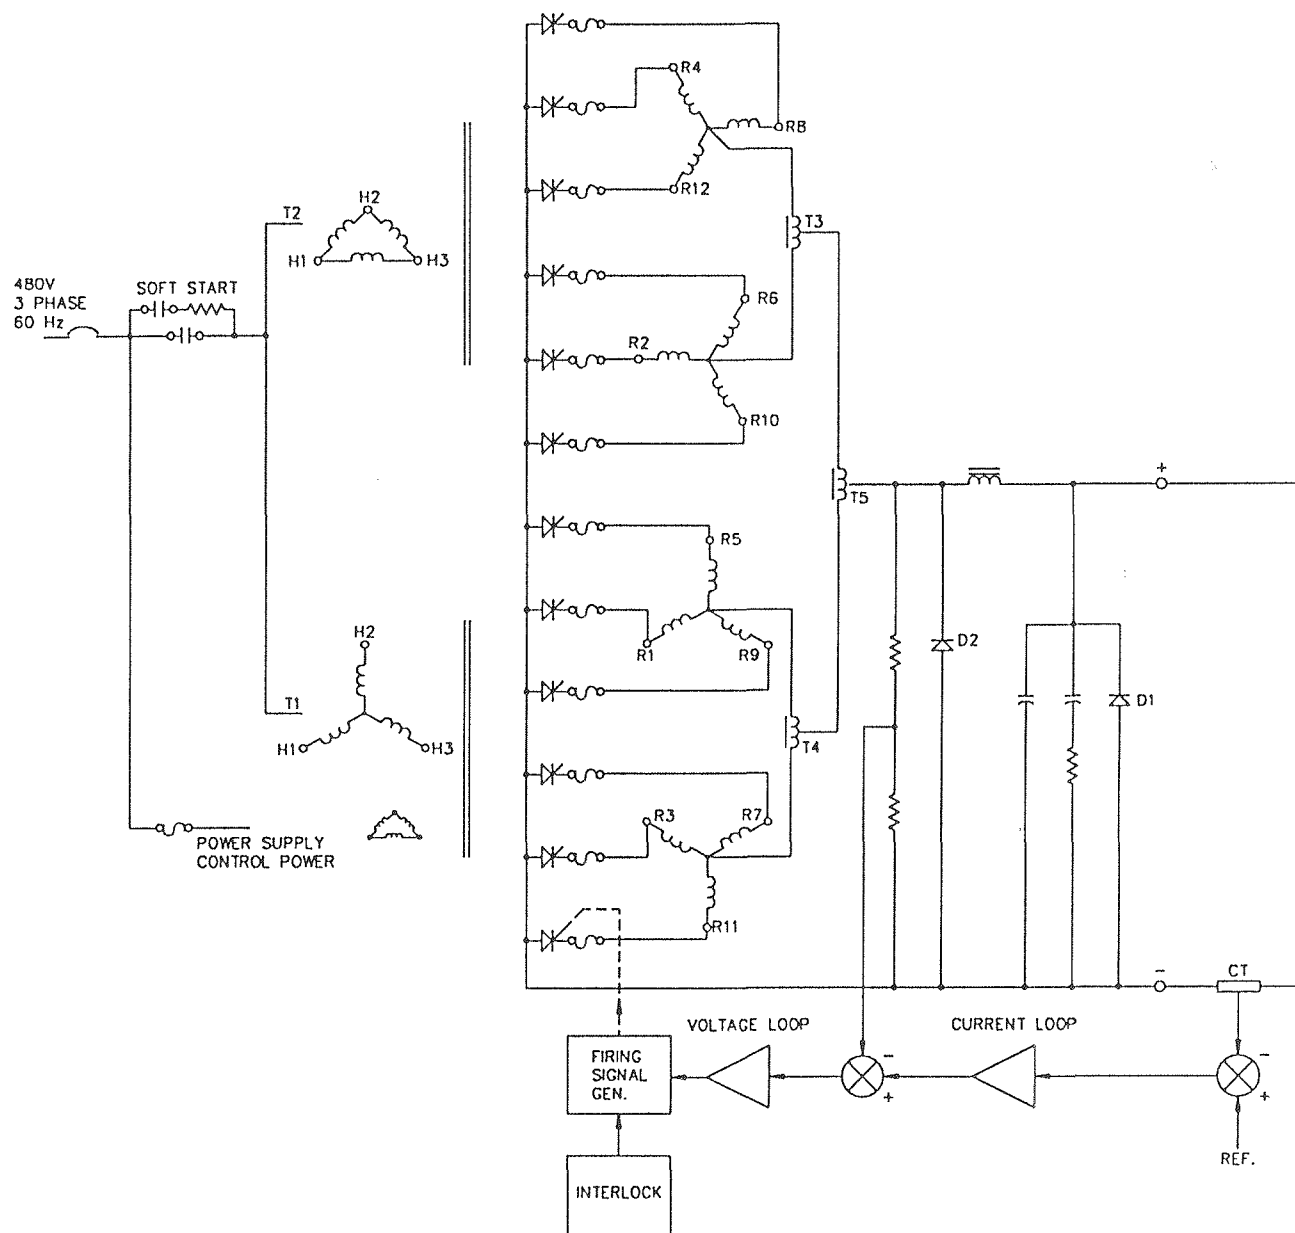 R4
RB
R12
H2
T2
T3
H1
H3
480V
3 PHASE
60 Hz
SOFT START
R6
R2
R10
+
T5
R5
H2
R1
R9
D2
D1
T1
H1
H3
T4
R3
R7
POWER SUPPLY
CONTROL POWER
R11
-
CT
VOLTAGE LOOP
CURRENT LOOP
FIRING
SIGNAL
GEN.
-
+
-
+
REF.
INTERLOCK